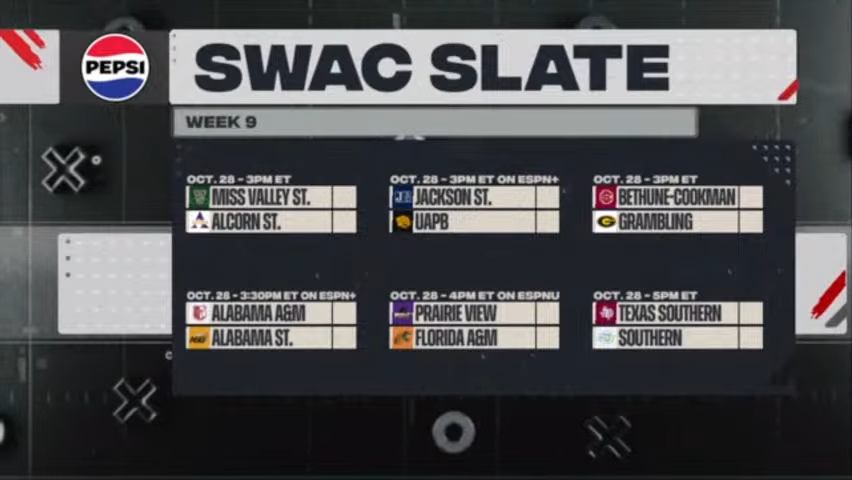 PEPSI
SWAC SLATE
WEEK 9
OCT. 28 - 3PM ET
MISS VALLEY ST.
ALCORN ST.
OCT. 28 - 3PM ET ON ESPN+
JACKSON ST.
UAPB
OCT. 28 - 3PM ET
BETHUNE-COOKMAN
GRAMBLING
OCT. 28 - 3:30PM ET ON ESPN+
ALABAMA A&M
ALABAMA ST.
OCT. 28 - 4PM ET ON ESPNU
PRAIRIE VIEW
FLORIDA A&M
OCT. 28 - 5PM ET
TEXAS SOUTHERN
SOUTHERN